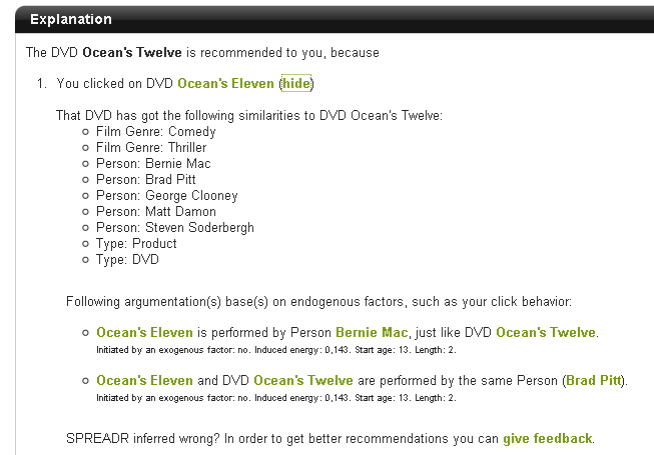 Explanation
The DVD Ocean's Twelve is recommended to you, because
1. You clicked on DVD Ocean's Eleven (hide)
That DVD has got the following similarities to DVD Ocean's Twelve:
Film Genre: Comedy
Film Genre: Thriller
Person: Bernie Mac
Person: Brad Pitt
Person: George Clooney
Person: Matt Damon
Person: Steven Soderbergh
Type: Product
Type: DVD
Following argumentation(s) base(s) on endogenous factors, such as your click behavior:
Ocean's Eleven is performed by Person Bernie Mac, just like DVD Ocean's Twelve.
Initiated by an exogenous factor: no. Induced energy: 0,143. Start age: 13. Length: 2.
Ocean's Eleven and DVD Ocean's Twelve are performed by the same Person (Brad Pitt).
Initiated by an exogenous factor: no. Induced energy: 0,143. Start age: 13. Length: 2.
SPREADR inferred wrong? In order to get better recommendations you can give feedback.